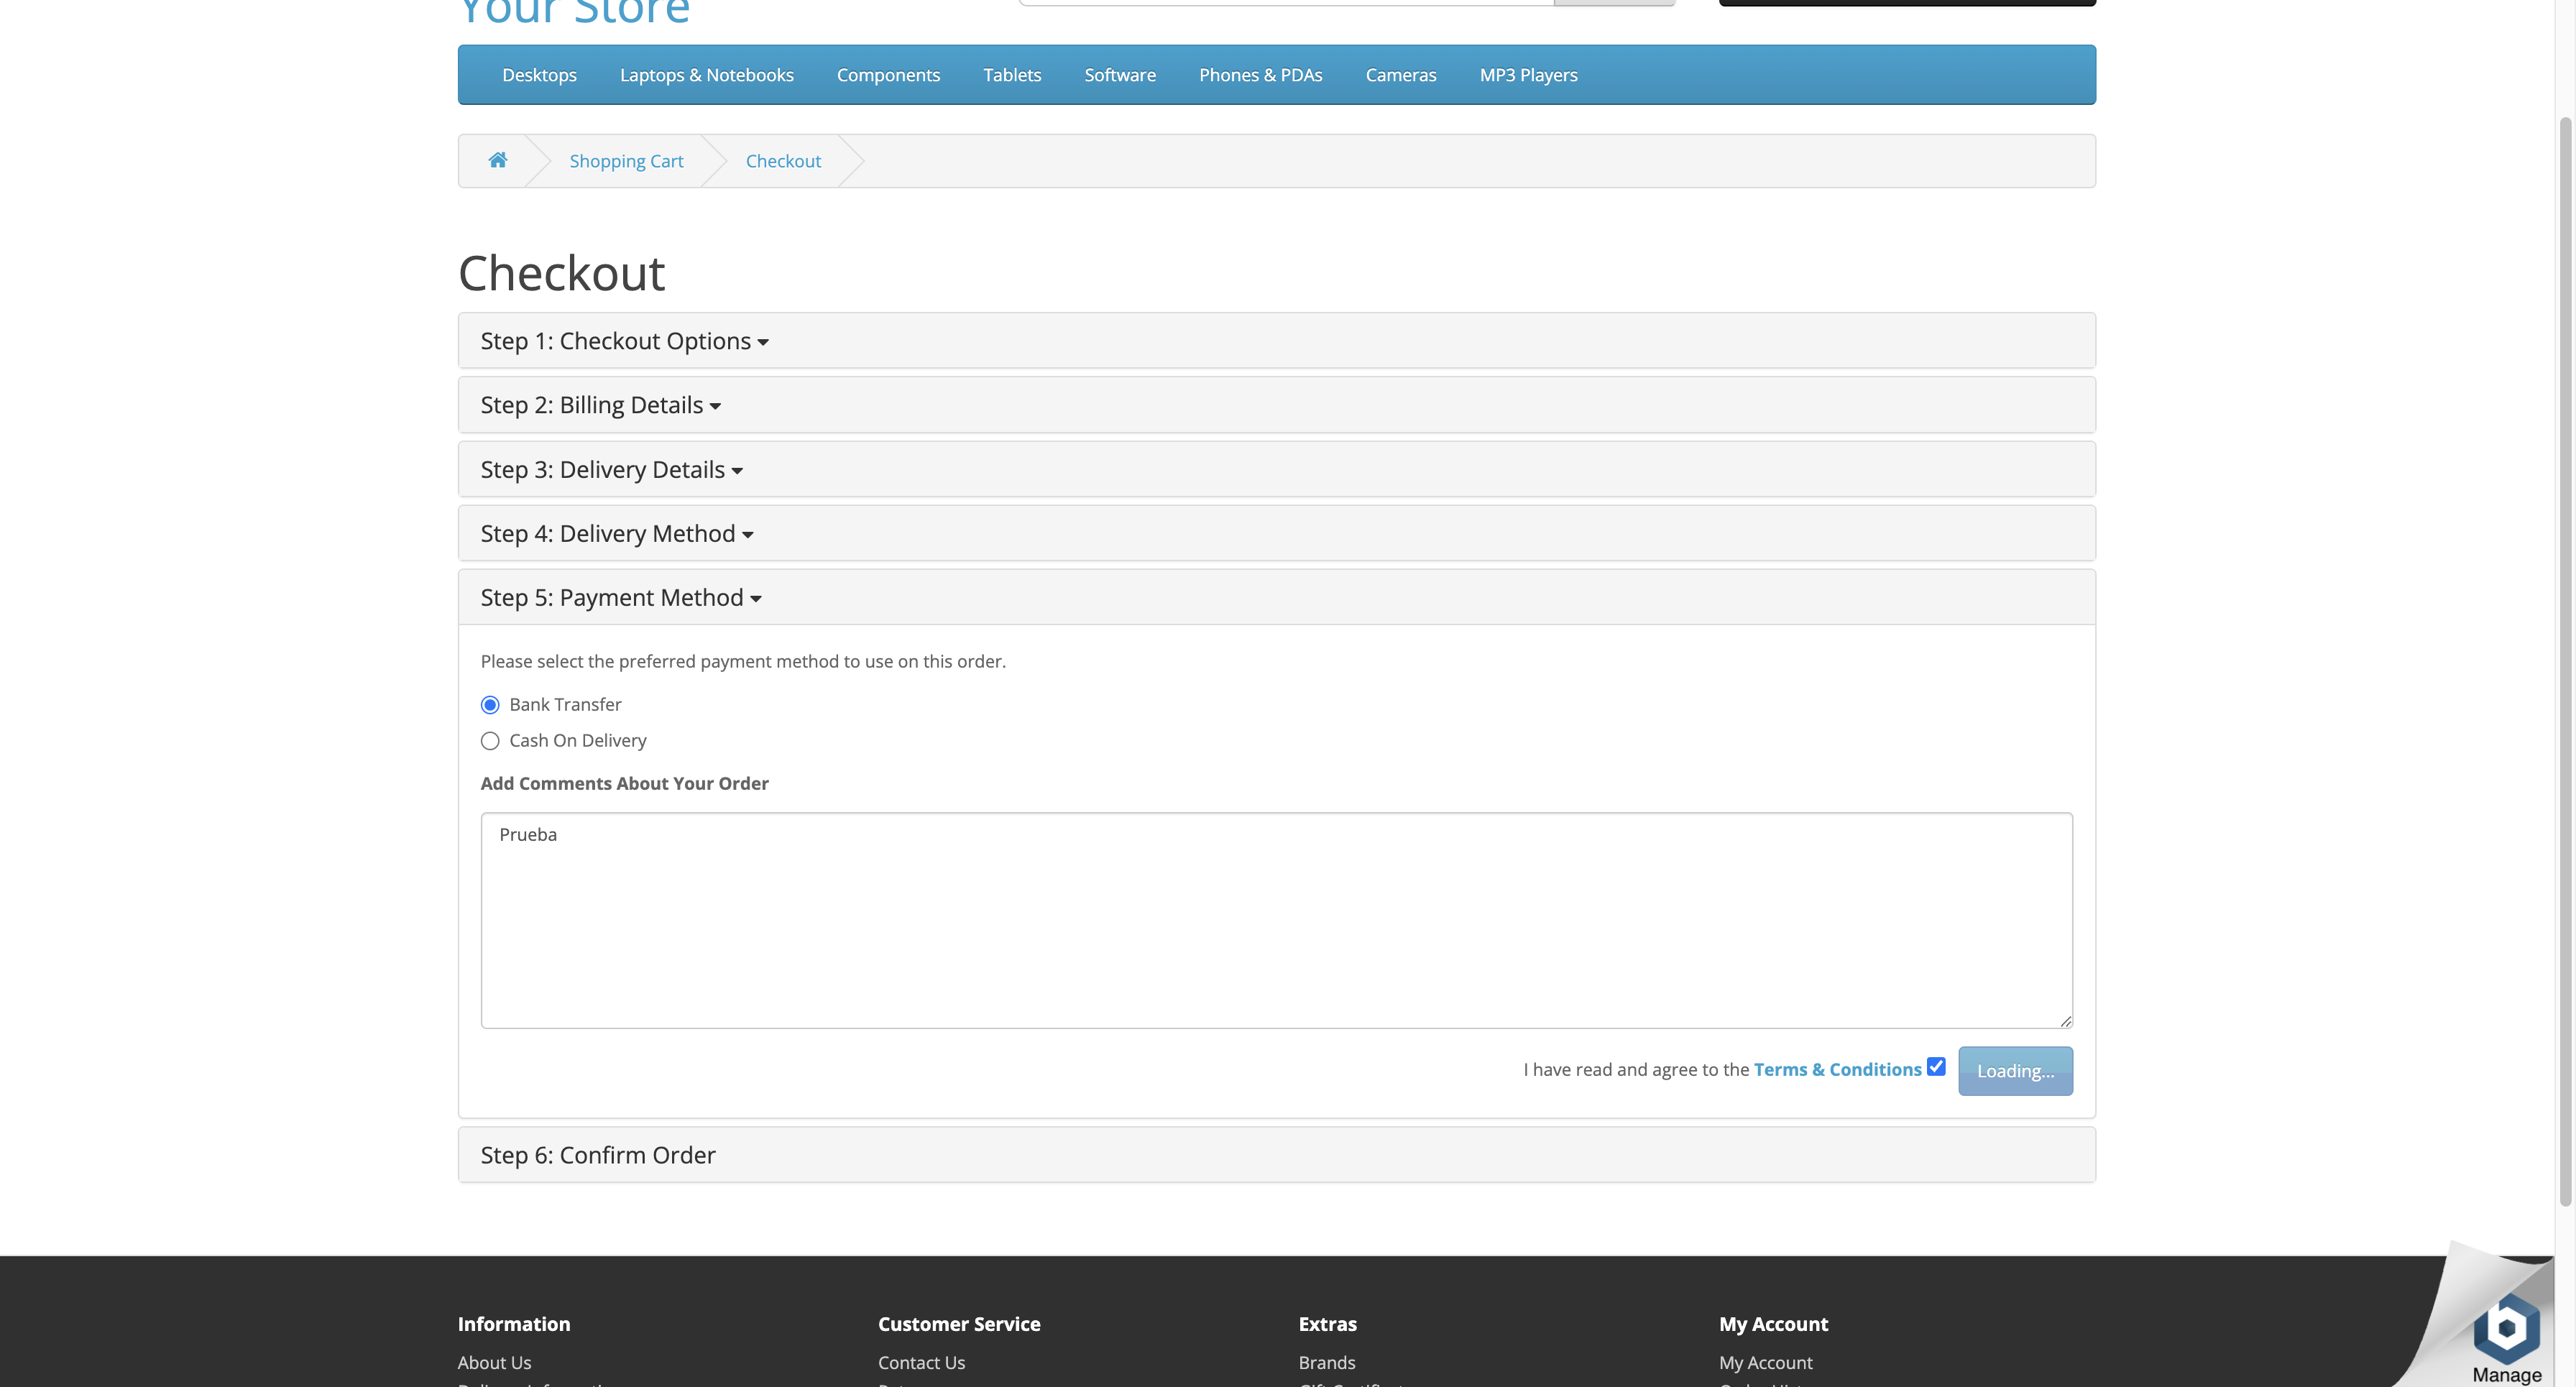 Your Store
Desktops Laptops & Notebooks Components Tablets Software Phones & PDAs Cameras MP3 Players
Shopping Cart Checkout
Checkout
Step 1: Checkout Options
Step 2: Billing Details
Step 3: Delivery Details
Step 4: Delivery Method
Step 5: Payment Method
Please select the preferred payment method to use on this order.
Bank Transfer
Cash On Delivery
Add Comments About Your Order
Prueba
I have read and agree to the Terms & Conditions Loading...
Step 6: Confirm Order
Information Customer Service Extras My Account
About Us Contact Us Brands My Account
Manage